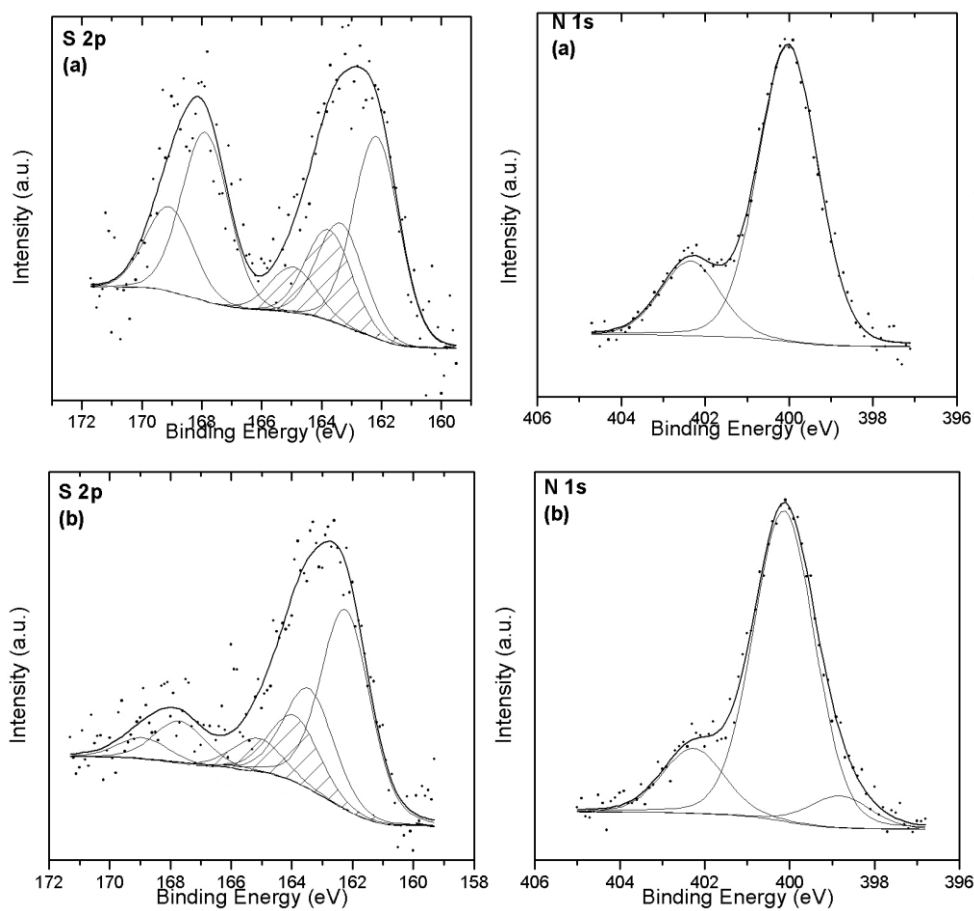 S 2p
(a)
Intensity (a.u.)
172 170 168 166 164 162 160
Binding Energy (eV)
N 1s
(a)
Intensity (a.u.)
406 404 402 400 398 396
Binding Energy (eV)
S 2p
(b)
Intensity (a.u.)
172 170 168 166 164 162 160 158
Binding Energy (eV)
N 1s
(b)
Intensity (a.u.)
406 404 402 400 398 396
Binding Energy (eV)